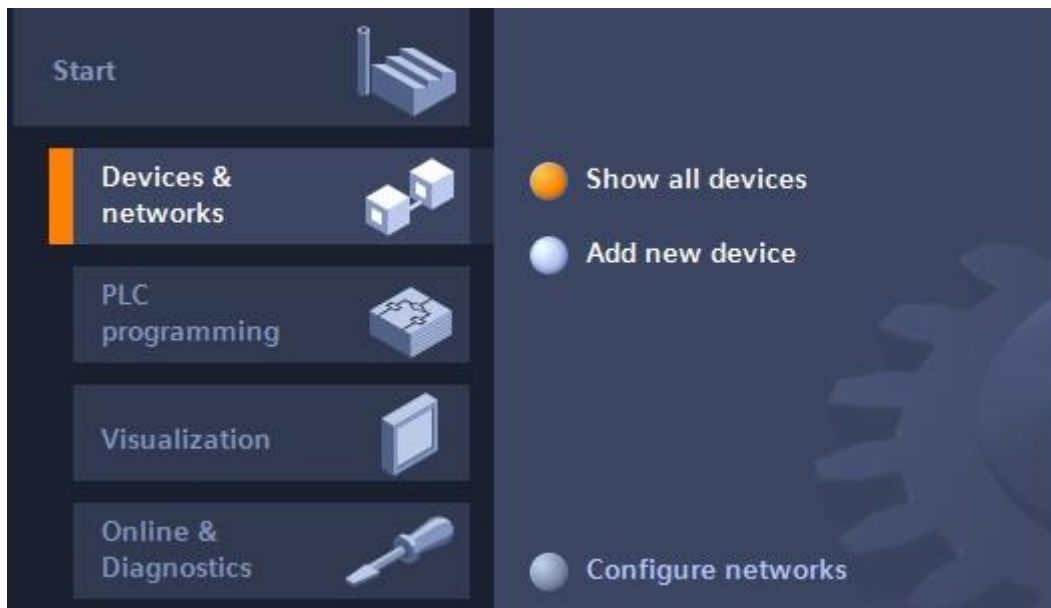 Start
Devices &
networks
PLC
programming
Visualization
Online &
Diagnostics
Show all devices
Add new device
Configure networks